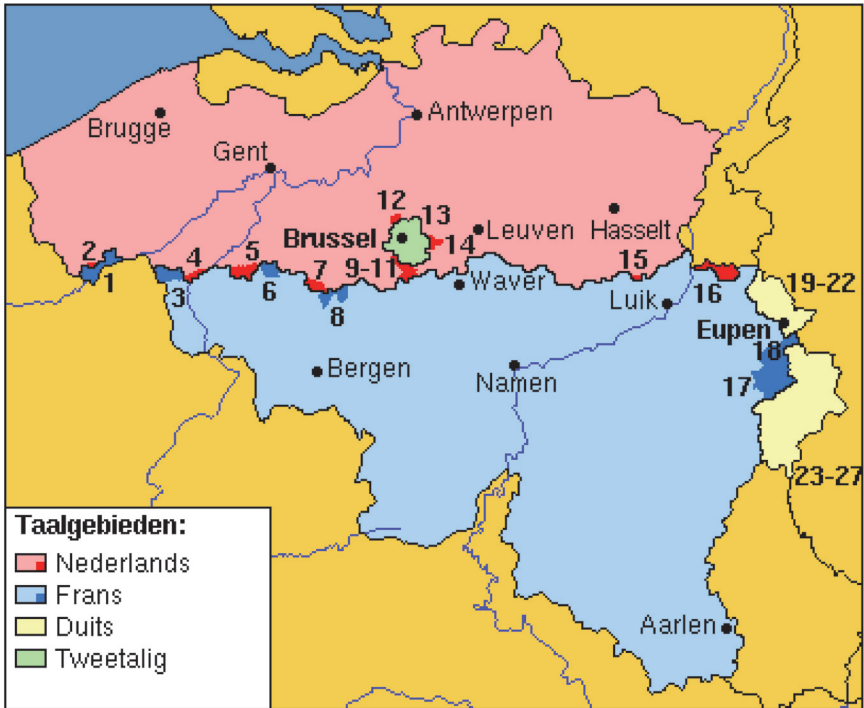 Brugge
Antwerpen
Gent
12
13
Brussel
Leuven
Hasselt
14
2
1
4
5
3
6
7
9-11
8
Waver
15
16
19-22
Luik
Eupen
18
Bergen
Namen
17
23-27
Taalgebieden:
Nederlands
Frans
Duits
Tweetalig
Aarlen